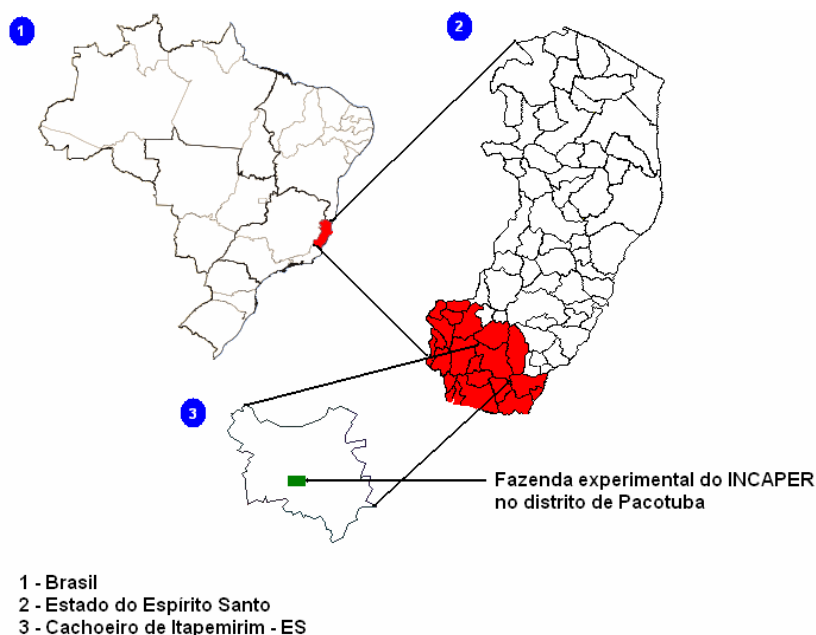 1
2
3
Fazenda experimental do INCAPER
no distrito de Pacotuba
1 - Brasil
2 - Estado do Espírito Santo
3 - Cachoeiro de Itapemirim - ES